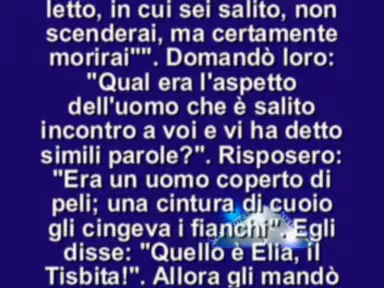 letto, in cui sei salito, non
scenderai, ma certamente
morirai"". Domandò loro:
"Qual era l'aspetto
dell'uomo che è salito
incontro a voi e vi ha detto
simili parole?". Risposero:
"Era un uomo coperto di
peli; una cintura di cuoio
gli cingeva i fianchi". Egli
disse: "Quello è Elia, il
Tisbita!". Allora gli mandò